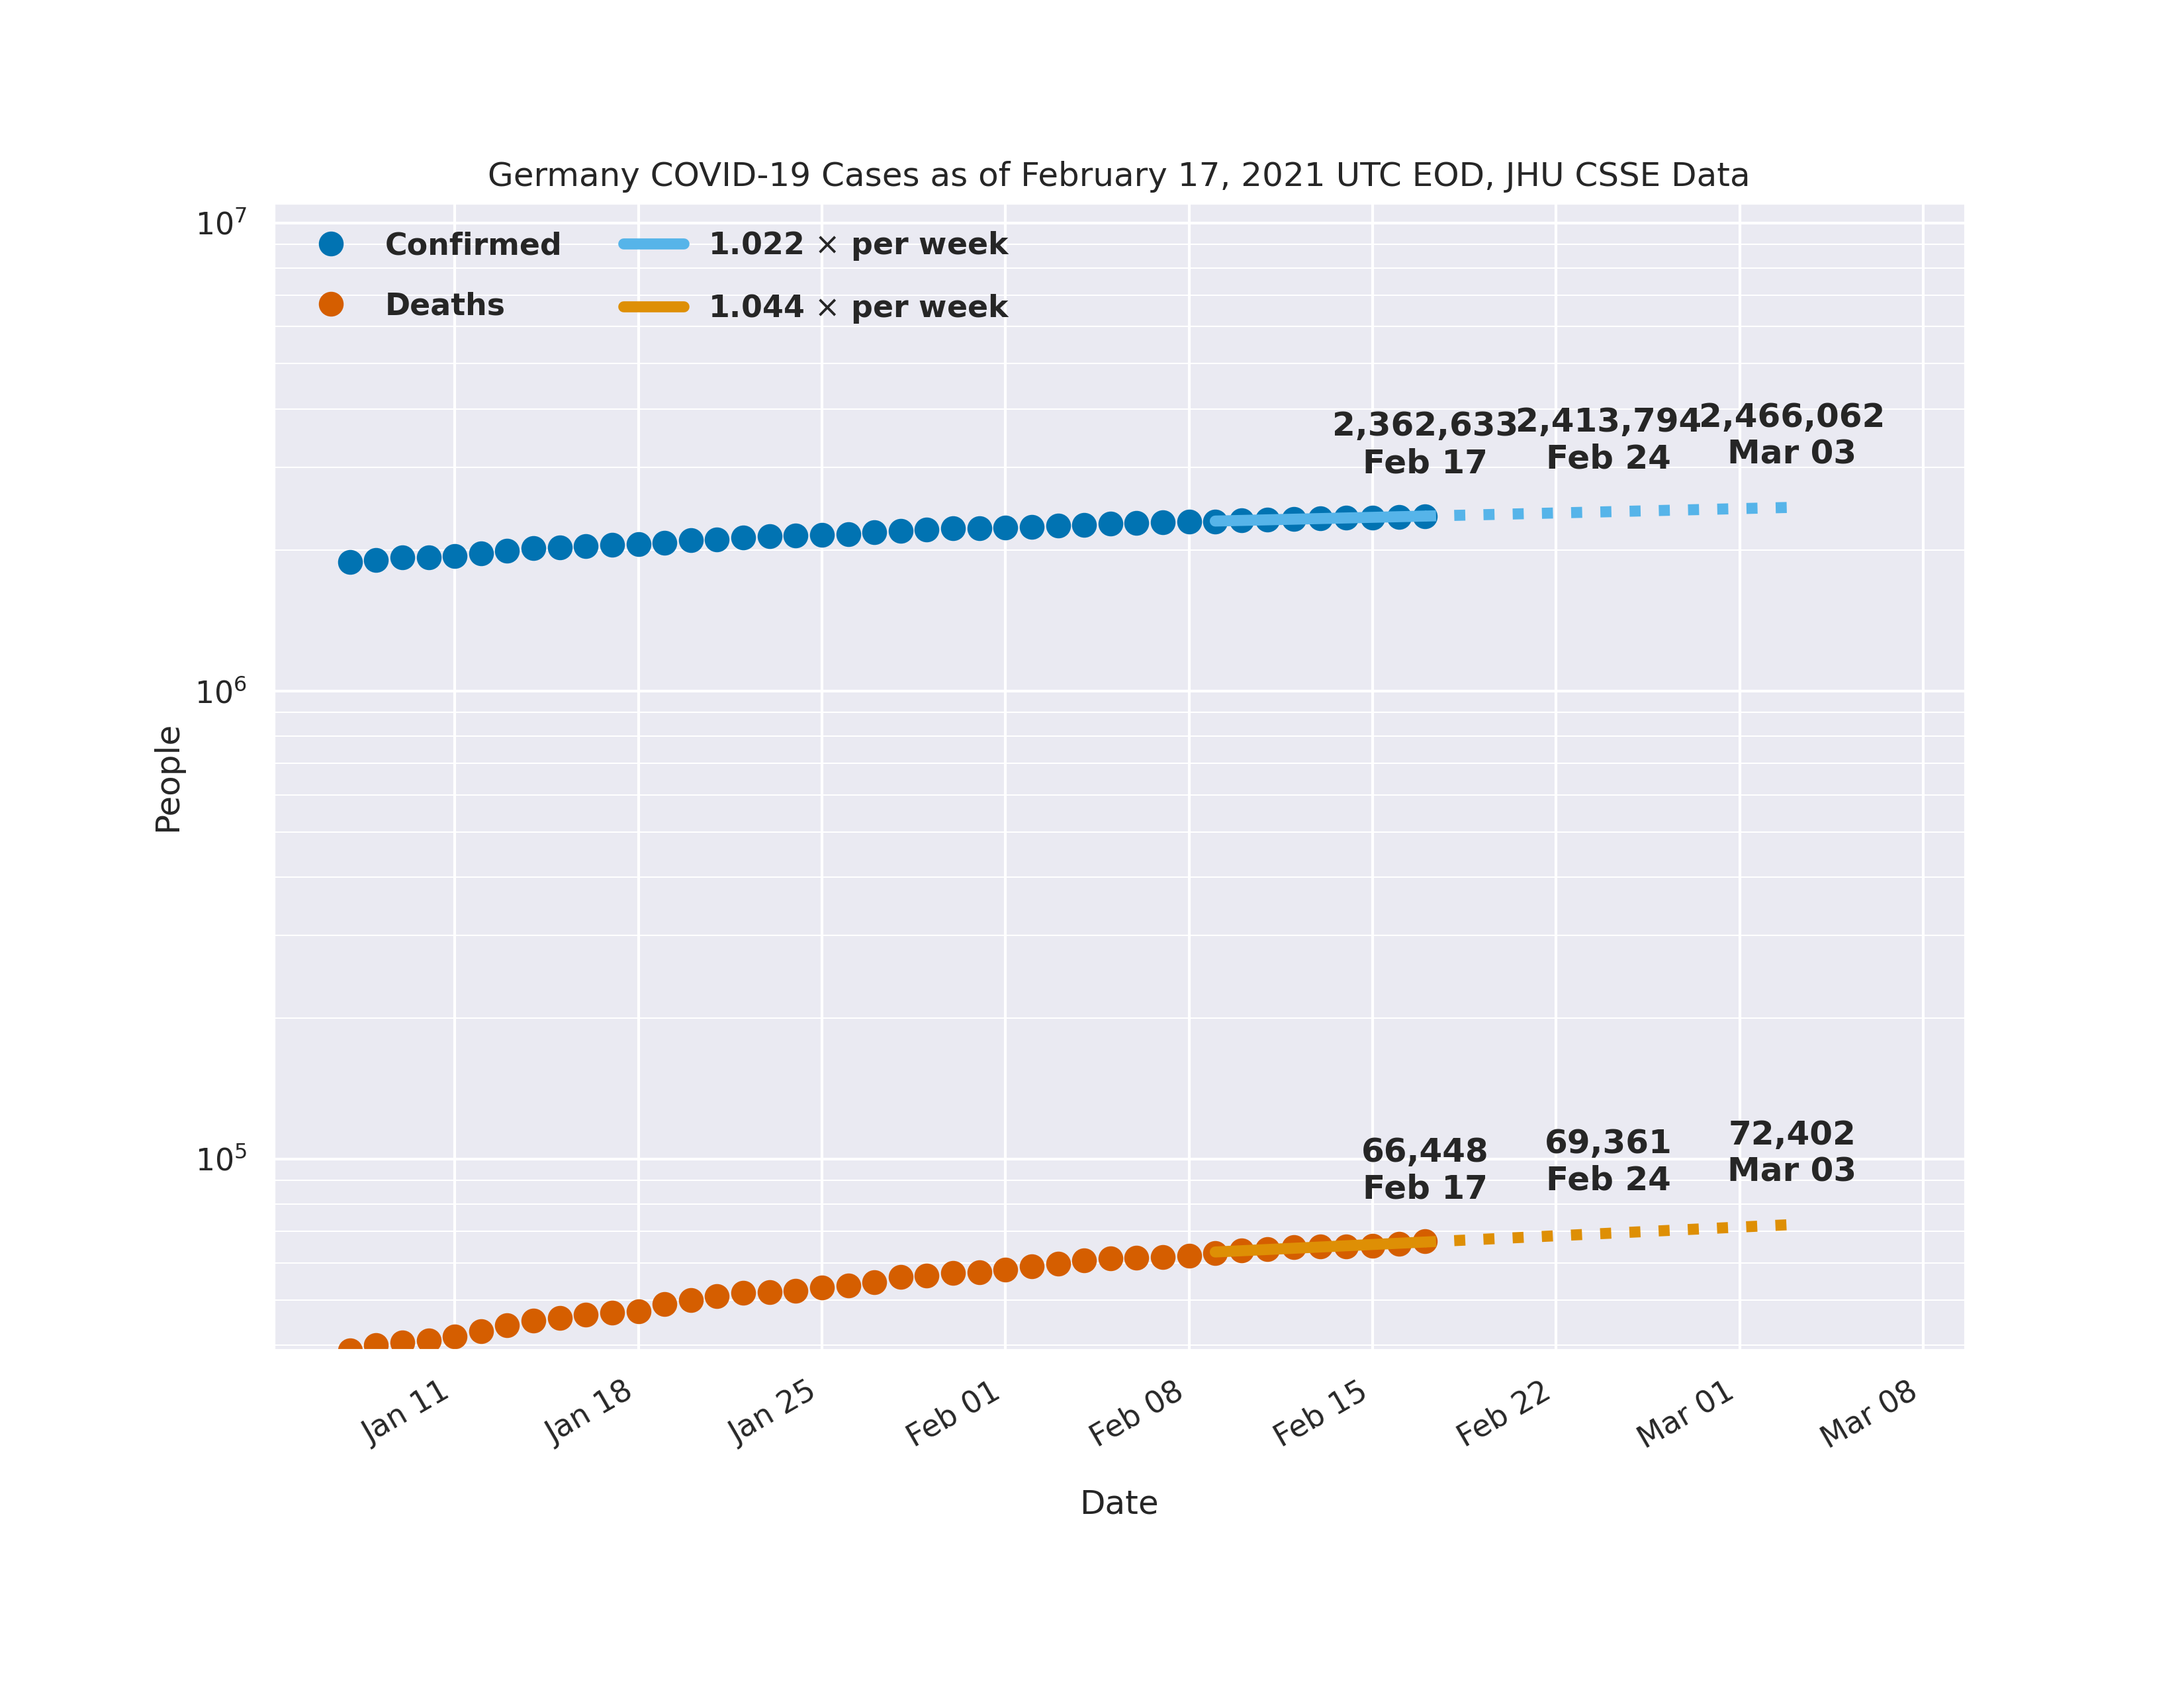 Germany COVID-19 Cases as of February 17, 2021 UTC EOD, JHU CSSE Data
10⁷
Confirmed
1.022 × per week
Deaths
1.044 × per week
2,362,633
Feb 17
2,413,794
Feb 24
2,466,062
Mar 03
10⁶
People
10⁵
66,448
Feb 17
69,361
Feb 24
72,402
Mar 03
Jan 11
Jan 18
Jan 25
Feb 01
Feb 08
Feb 15
Feb 22
Mar 01
Mar 08
Date